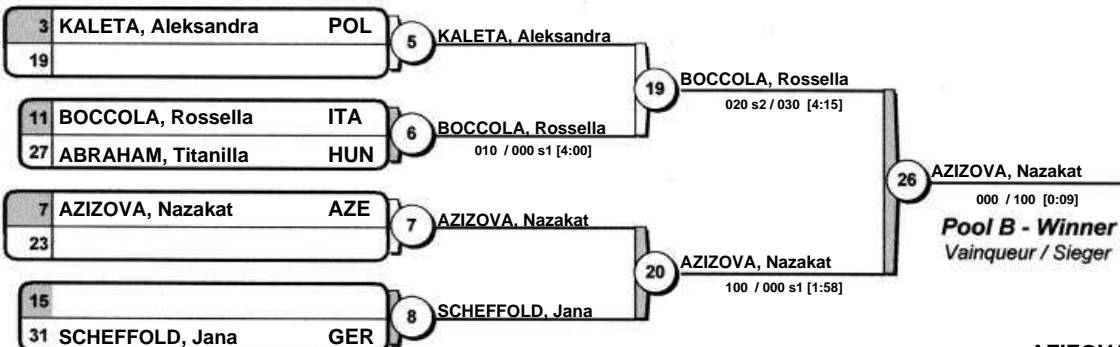 3 KALETA, Aleksandra POL
19
5 KALETA, Aleksandra
11 BOCCOLA, Rossella ITA
27 ABRAHAM, Titanilla HUN
6 BOCCOLA, Rossella
010 / 000 s1 [4:00]
19 BOCCOLA, Rossella
020 s2 / 030 [4:15]
7 AZIZOVA, Nazakat AZE
23
7 AZIZOVA, Nazakat
15
31 SCHEFFOLD, Jana GER
8 SCHEFFOLD, Jana
20 AZIZOVA, Nazakat
100 / 000 s1 [1:58]
26 AZIZOVA, Nazakat
000 / 100 [0:09]
Pool B - Winner
Vainqueur / Sieger